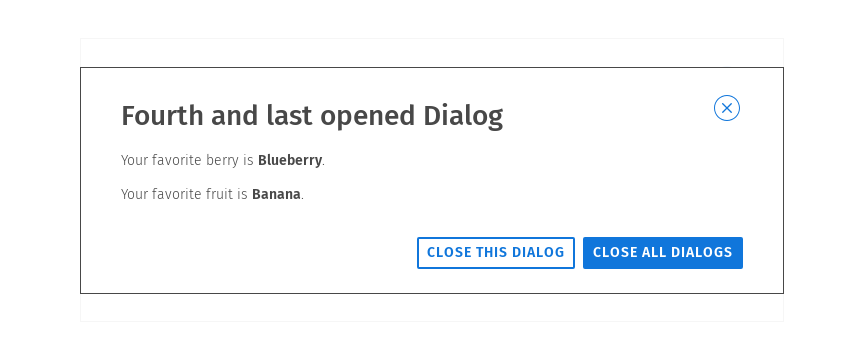 Fourth and last opened Dialog
Your favorite berry is Blueberry.
Your favorite fruit is Banana.
CLOSE THIS DIALOG CLOSE ALL DIALOGS